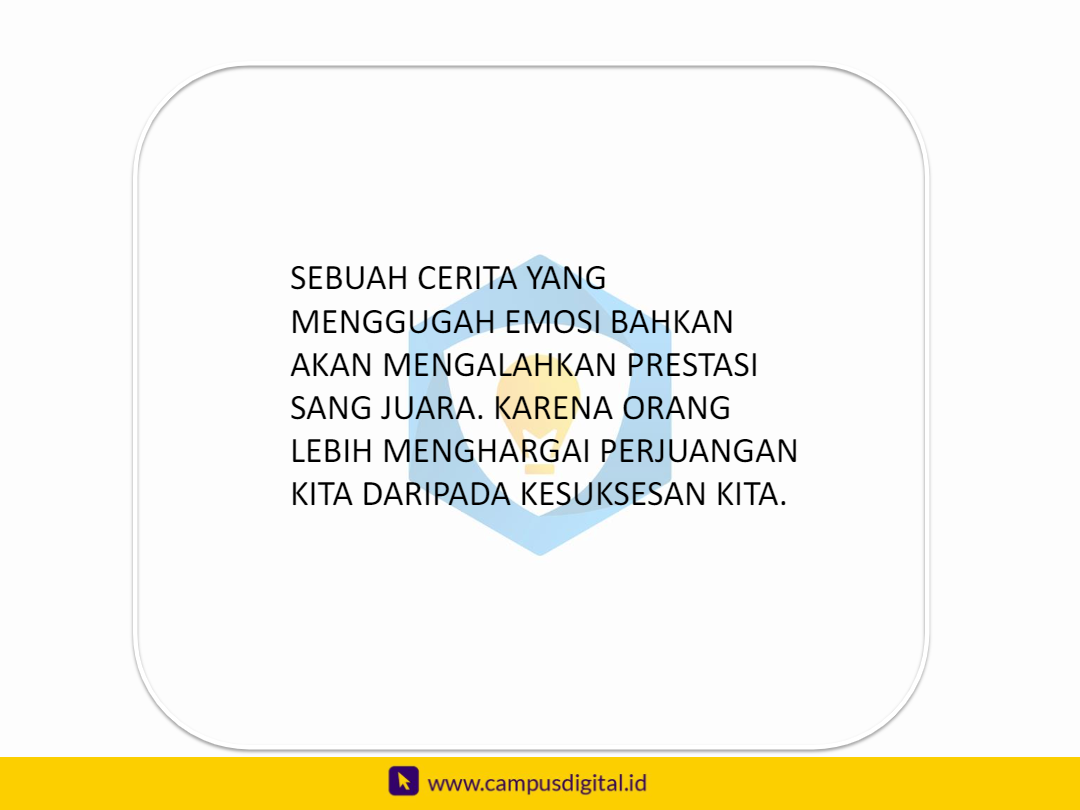 SEBUAH CERITA YANG
MENGGUGAH EMOSI BAHKAN
AKAN MENGALAHKAN PRESTASI
SANG JUARA. KARENA ORANG
LEBIH MENGHARGAI PERJUANGAN
KITA DARIPADA KESUKSESAN KITA.
www.campusdigital.id